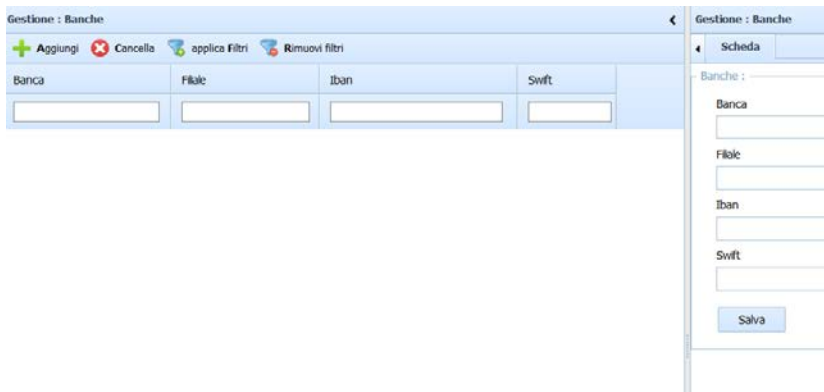 Gestione : Banche
Aggiungi Cancella applica Filtri Rimuovi filtri
Banca Filiale Iban Swift
Gestione : Banche
Scheda
Banche :
Banca
Filiale
Iban
Swift
Salva